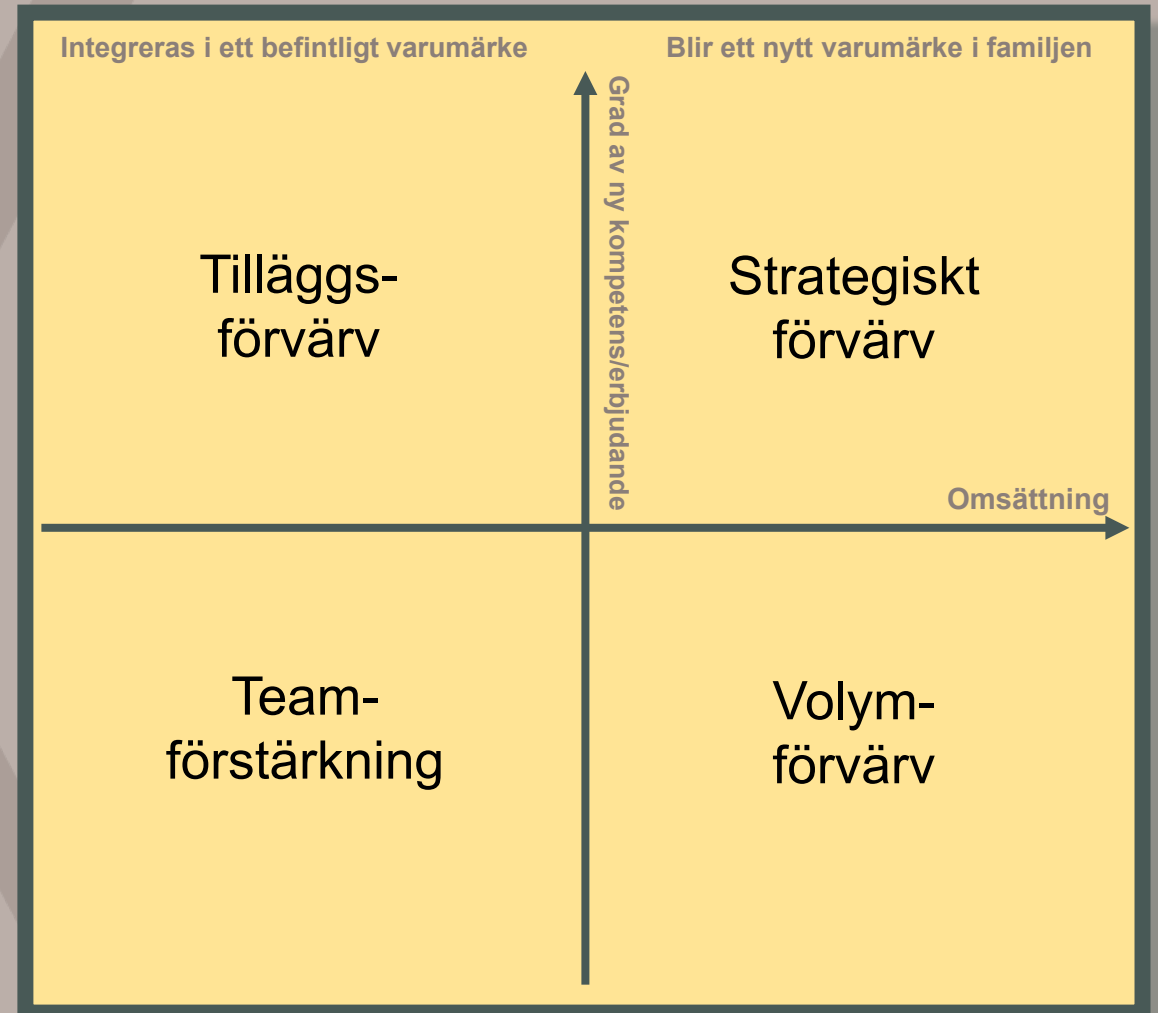 Integreras i ett befintligt varumärke
Blir ett nytt varumärke i familjen
Grad av ny kompetens/erbjudande
Tilläggs-
förvärv
Strategiskt
förvärv
Omsättning
Team-
förstärkning
Volym-
förvärv